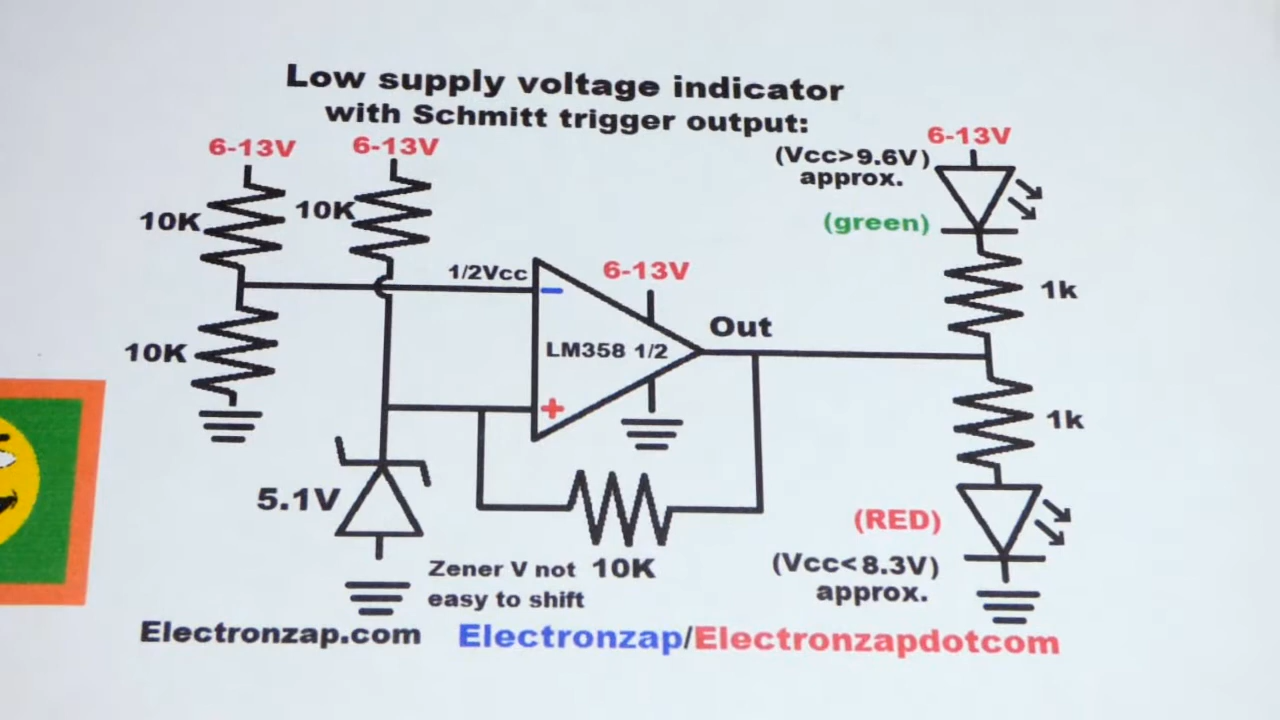 Low supply voltage indicator
with Schmitt trigger output:
6-13V
6-13V
6-13V
(Vcc>9.6V)
approx.
10K
10K
(green)
1/2Vcc
6-13V
1k
−
Out
LM358 1/2
10K
+
1k
5.1V
(RED)
(Vcc<8.3V)
approx.
Zener V not
easy to shift
10K
Electronzap.com
Electronzap/Electronzapdotcom